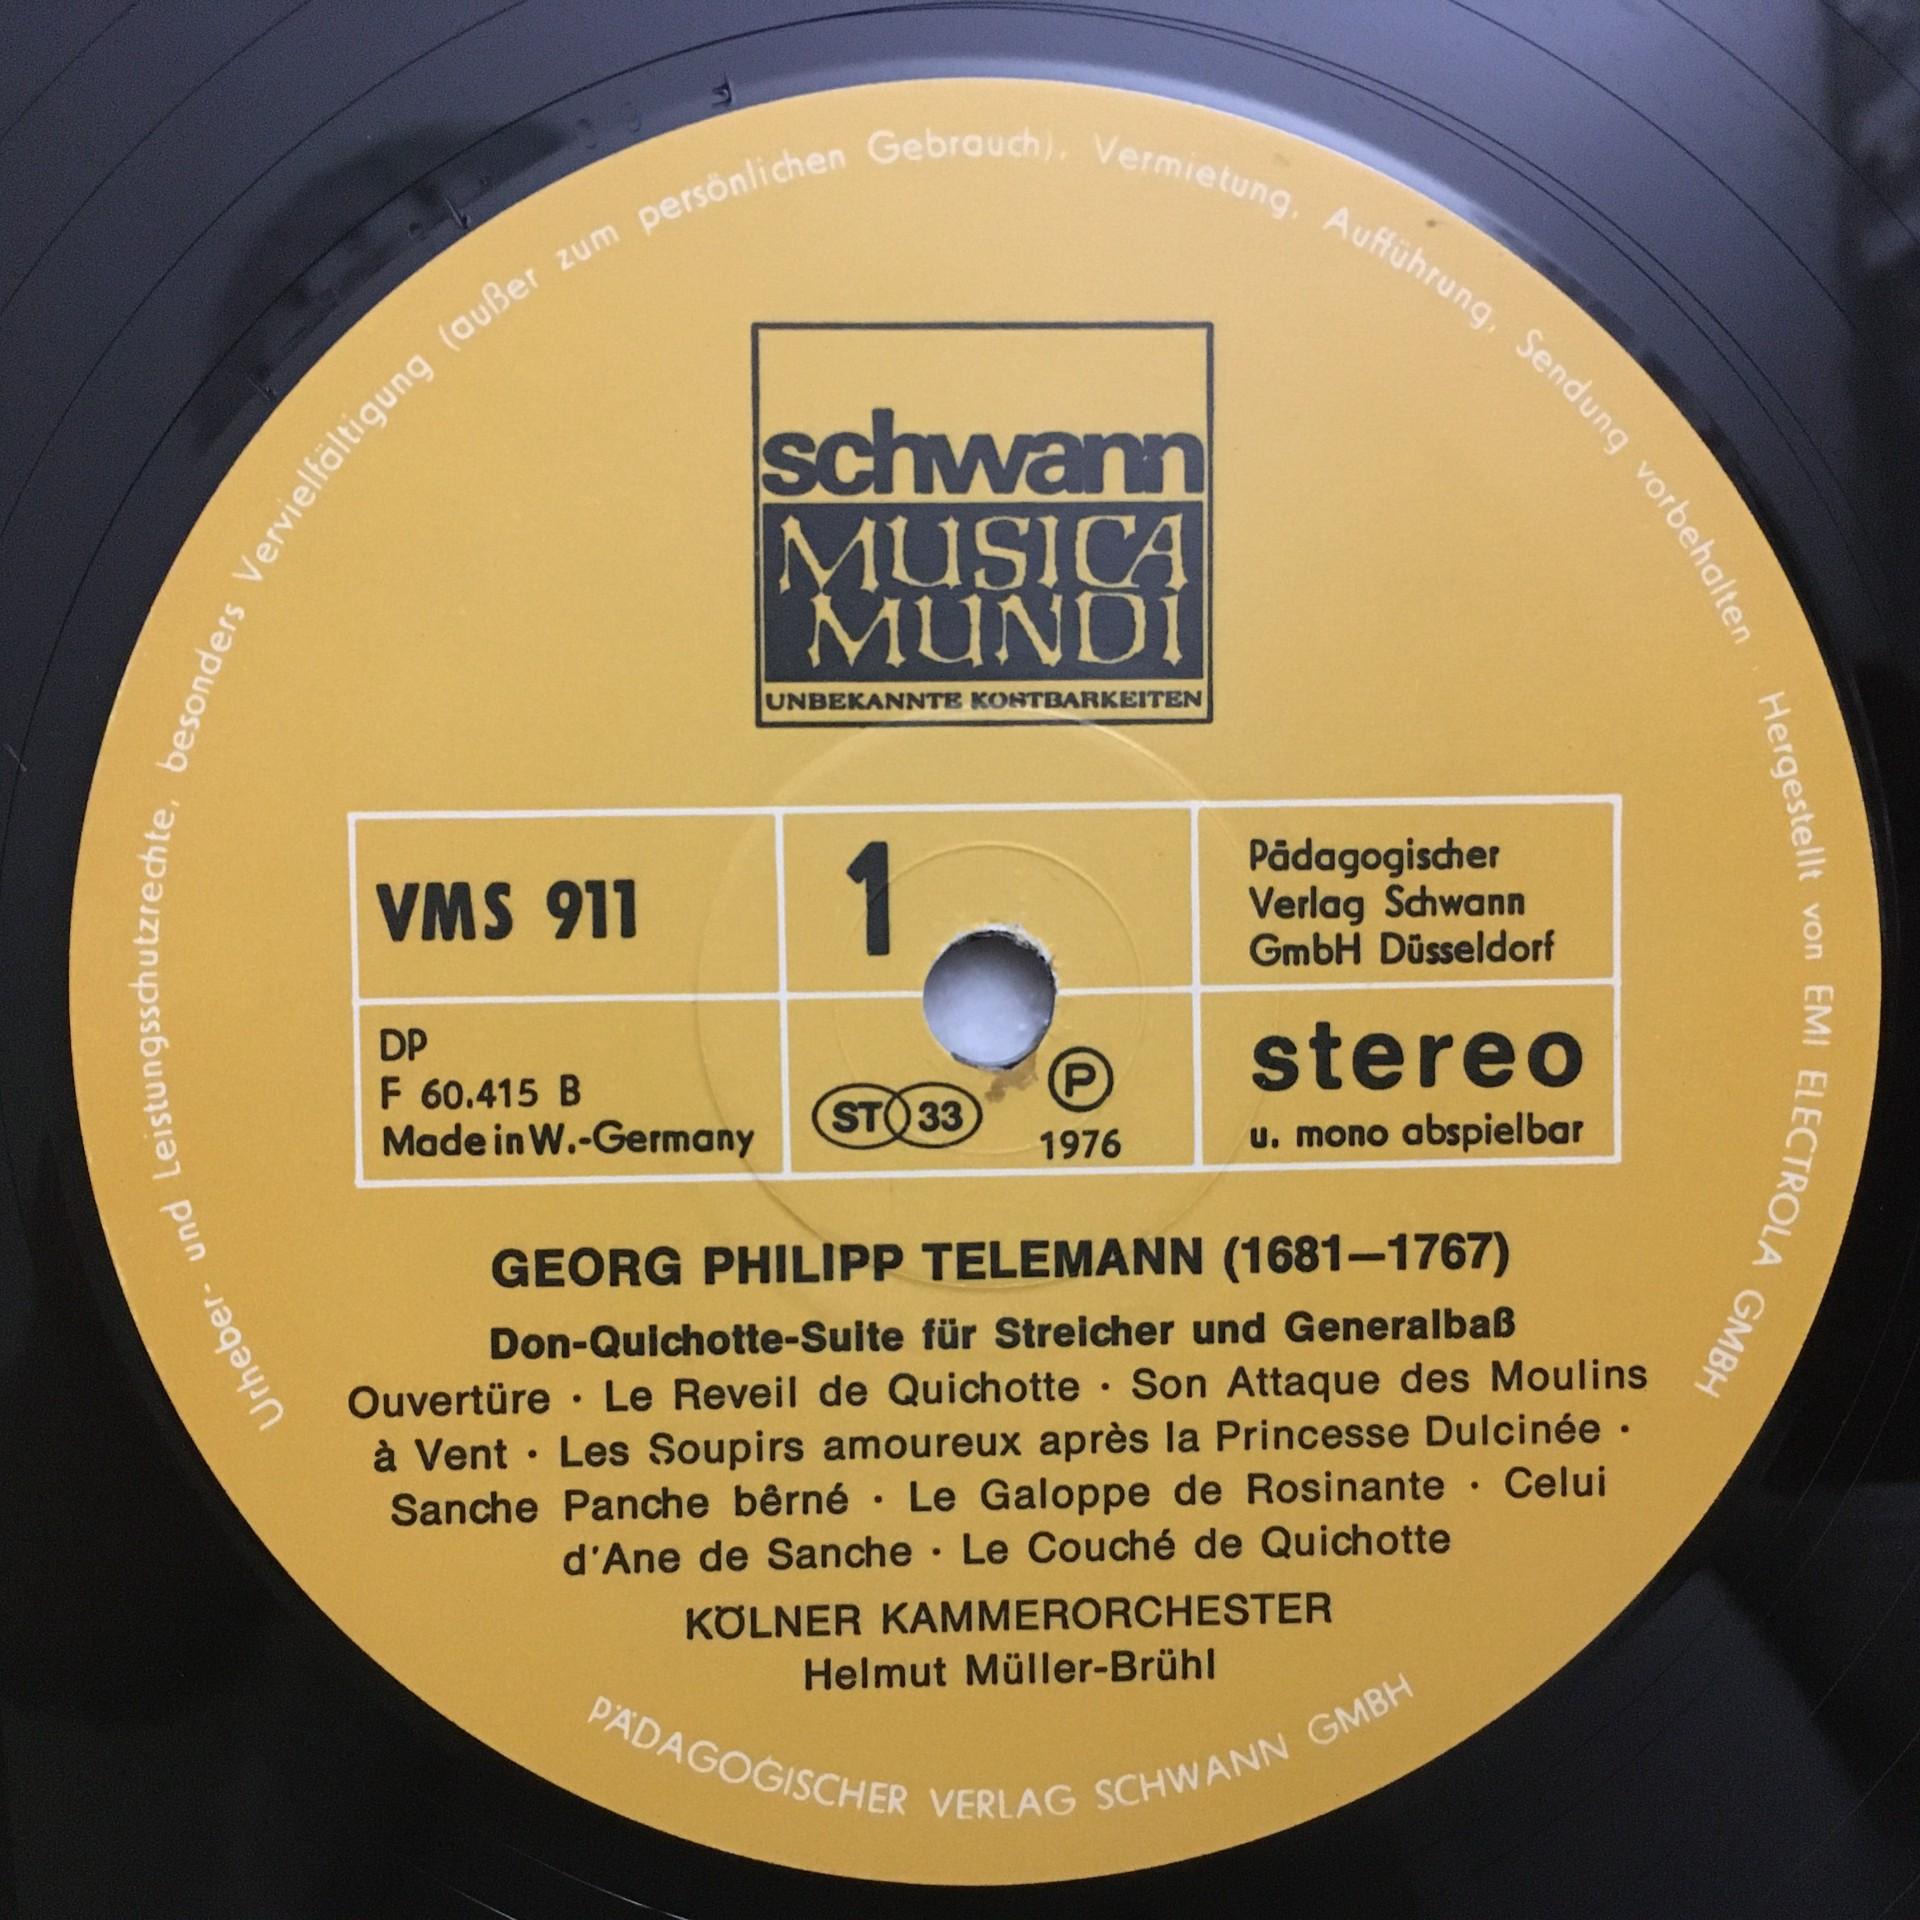 Urheber- und Leistungsschutzrechte, besonders Vervielfältigung (außer zum persönlichen Gebrauch), Vermietung, Aufführung, Sendung vorbehalten · Hergestellt von EMI ELECTROLA GMBH
schwann
MUSICA
MUNDI
UNBEKANNTE KOSTBARKEITEN
VMS 911
1
Pädagogischer
Verlag Schwann
GmbH Düsseldorf
DP
F 60.415 B
Made in W.-Germany
ST 33
℗
1976
stereo
u. mono abspielbar
GEORG PHILIPP TELEMANN (1681—1767)
Don-Quichotte-Suite für Streicher und Generalbaß
Ouvertüre · Le Reveil de Quichotte · Son Attaque des Moulins
à Vent · Les Soupirs amoureux après la Princesse Dulcinée ·
Sanche Panche bêrné · Le Galoppe de Rosinante · Celui
d'Ane de Sanche · Le Couché de Quichotte
KÖLNER KAMMERORCHESTER
Helmut Müller-Brühl
PÄDAGOGISCHER VERLAG SCHWANN GMBH